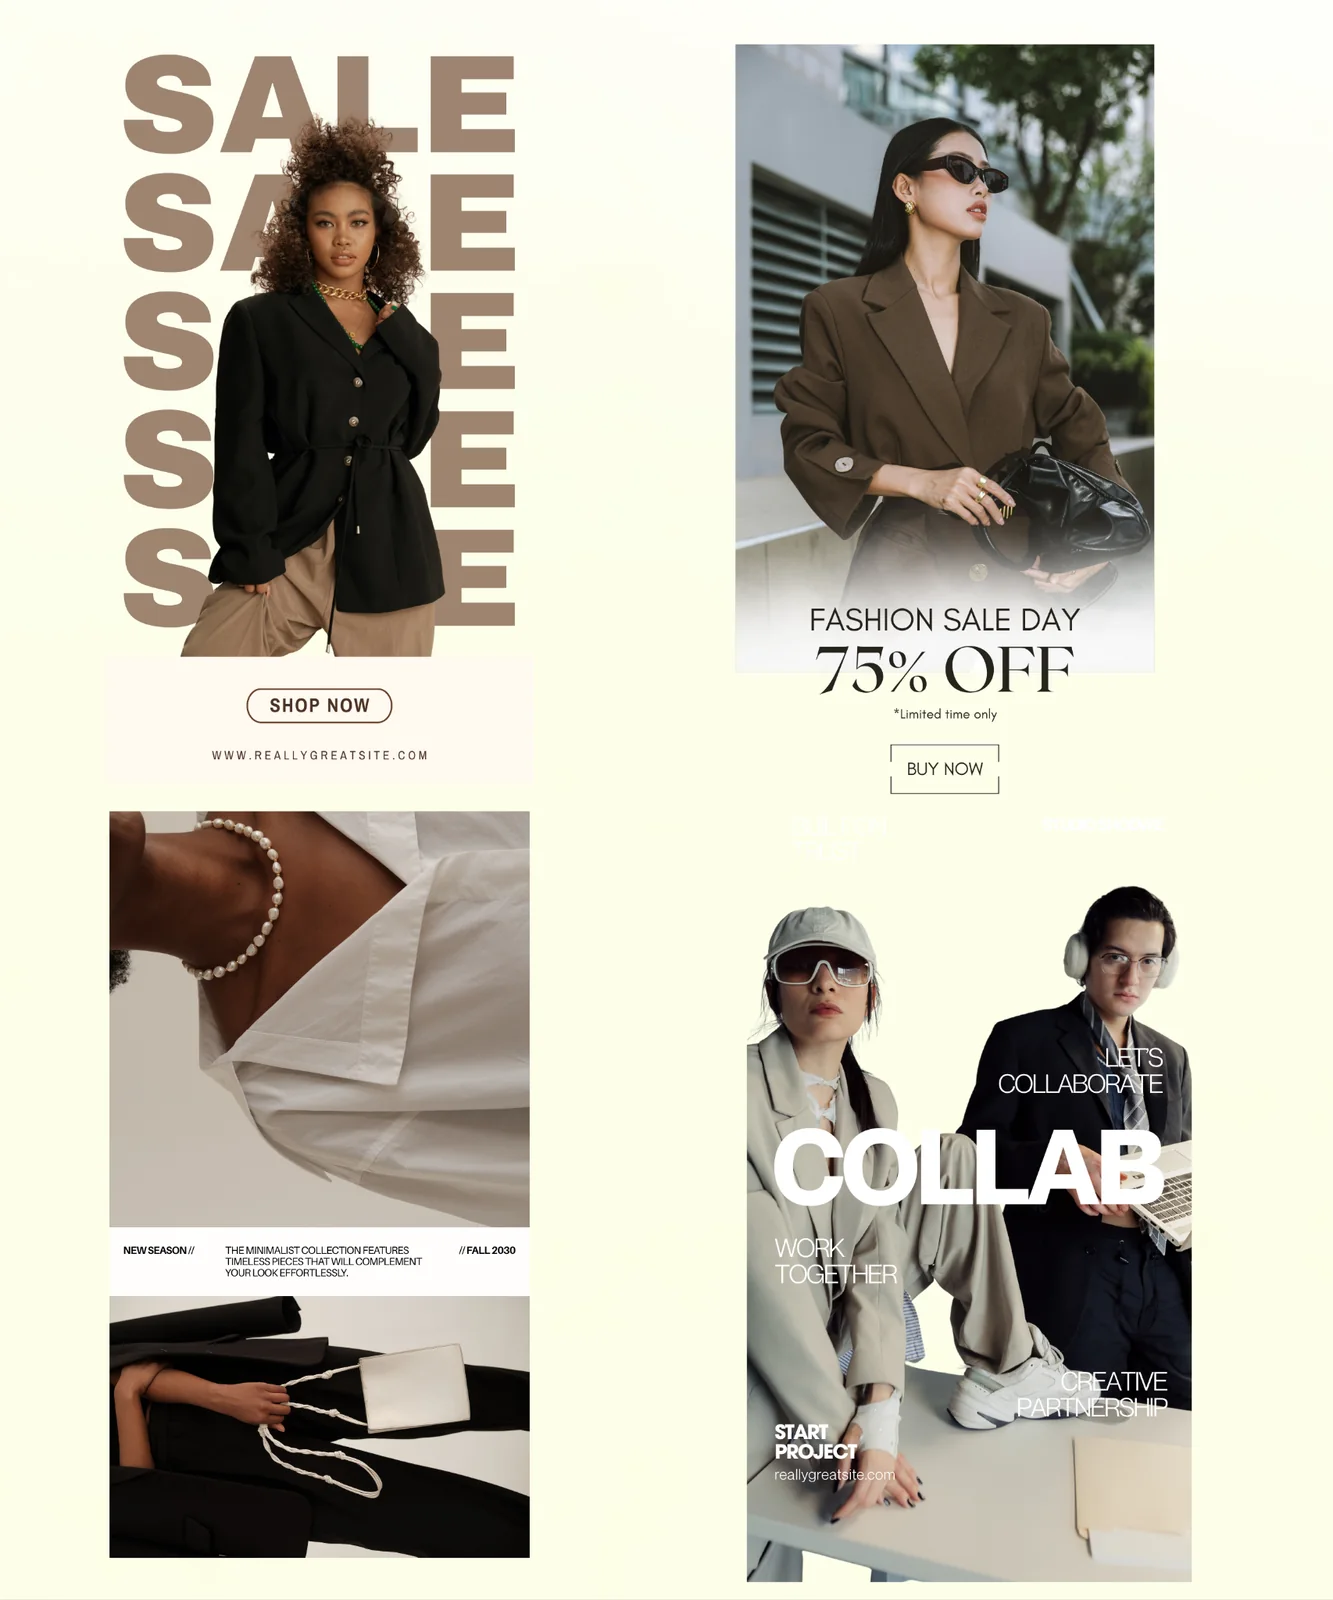 SALE
SALE
SALE
SALE
SALE
SHOP NOW
WWW.REALLYGREATSITE.COM
FASHION SALE DAY
75% OFF
*Limited time only
BUY NOW
NEW SEASON //
THE MINIMALIST COLLECTION FEATURES
TIMELESS PIECES THAT WILL COMPLEMENT
YOUR LOOK EFFORTLESSLY.
// FALL 2030
LET'S
COLLABORATE
COLLAB
WORK
TOGETHER
CREATIVE
PARTNERSHIP
START
PROJECT
reallygreatsite.com